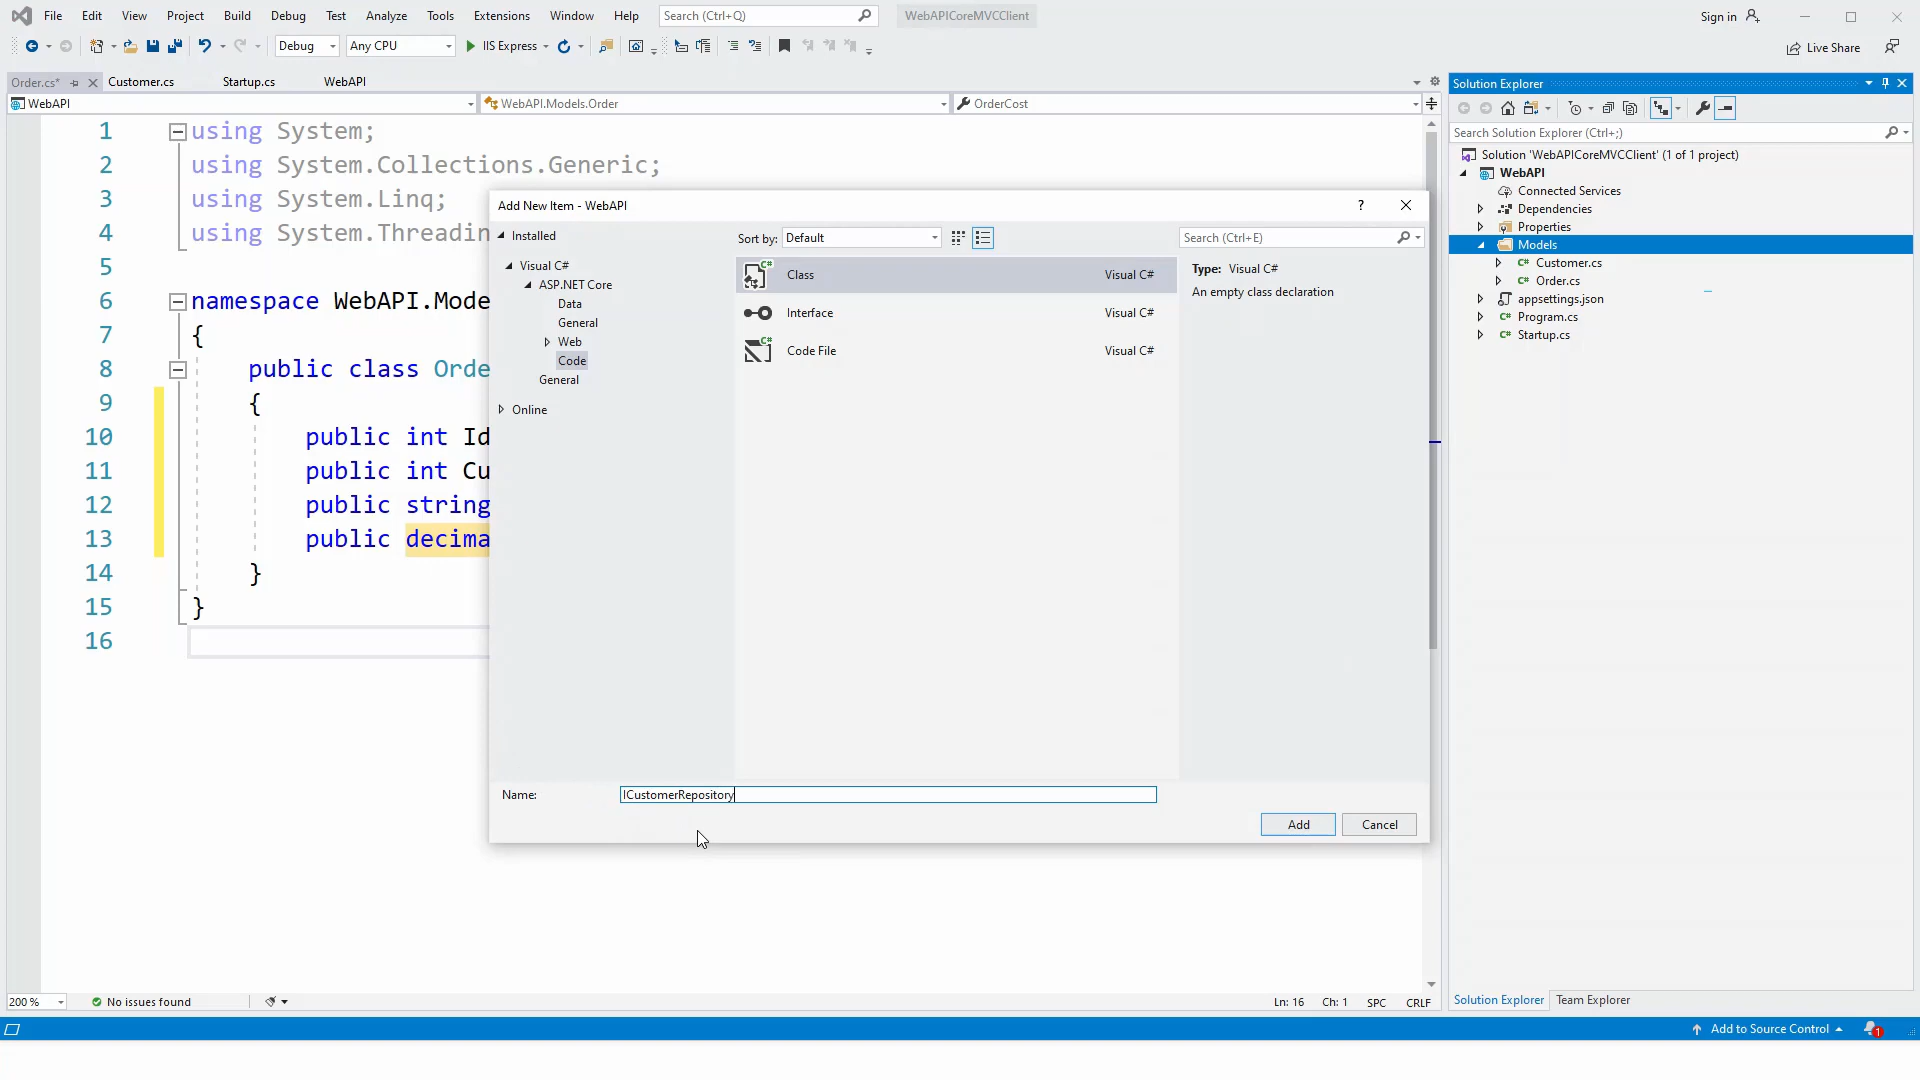 File Edit View Project Build Debug Test Analyze Tools Extensions Window Help Search (Ctrl+Q) WebAPICoreMVCClient Sign in
Debug Any CPU IIS Express Live Share
Order.cs* Customer.cs Startup.cs WebAPI
WebAPI WebAPI.Models.Order OrderCost
1 using System;
2 using System.Collections.Generic;
3 using System.Linq;
4 using System.Threadin
5
6 namespace WebAPI.Mode
7 {
8 public class Orde
9 {
10 public int Id
11 public int Cu
12 public string
13 public decima
14 }
15 }
16
Add New Item - WebAPI ?
Installed
Sort by: Default
Search (Ctrl+E)
Visual C#
ASP.NET Core
Data
General
Web
Code
General
Online
Class Visual C#
Interface Visual C#
Code File Visual C#
Type: Visual C#
An empty class declaration
Name: ICustomerRepository
Add Cancel
Solution Explorer
Search Solution Explorer (Ctrl+;)
Solution 'WebAPICoreMVCClient' (1 of 1 project)
WebAPI
Connected Services
Dependencies
Properties
Models
C# Customer.cs
C# Order.cs
appsettings.json
C# Program.cs
C# Startup.cs
200 % No issues found Ln: 16 Ch: 1 SPC CRLF
Solution Explorer Team Explorer
Add to Source Control 1